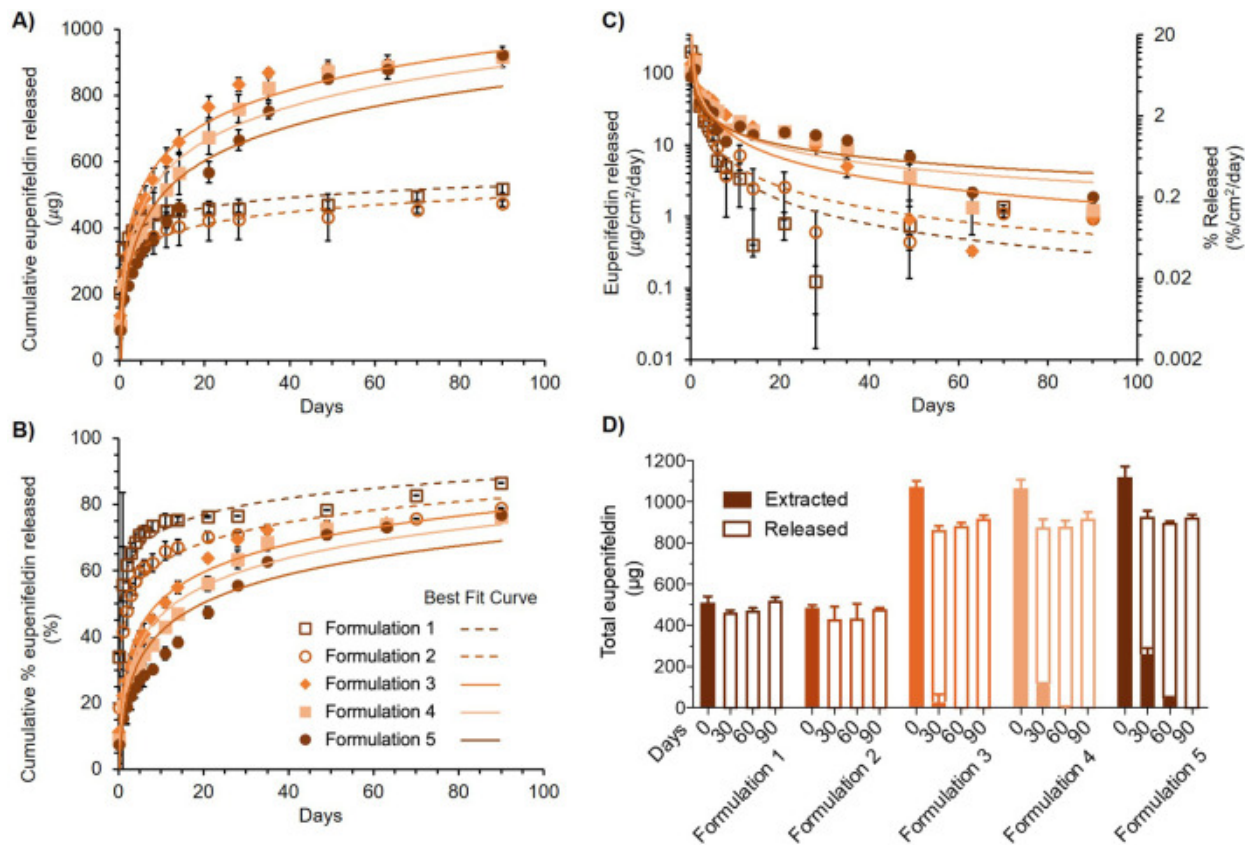 A)
1000
800
600
400
200
0
Cumulative eupenifeldin released
(µg)
0 20 40 60 80 100
Days
B)
100
80
60
40
20
0
Cumulative % eupenifeldin released
(%)
Best Fit Curve
Formulation 1
Formulation 2
Formulation 3
Formulation 4
Formulation 5
0 20 40 60 80 100
Days
C)
100
10
1
0.1
0.01
Eupenifeldin released
(µg/cm²/day)
20
2
0.2
0.02
0.002
% Released
(%/cm²/day)
0 20 40 60 80 100
Days
D)
1200
1000
800
600
400
200
0
Total eupenifeldin
(µg)
Extracted
Released
Days 0 30 60 90 0 30 60 90 0 30 60 90 0 30 60 90 0 30 60 90
Formulation 1
Formulation 2
Formulation 3
Formulation 4
Formulation 5